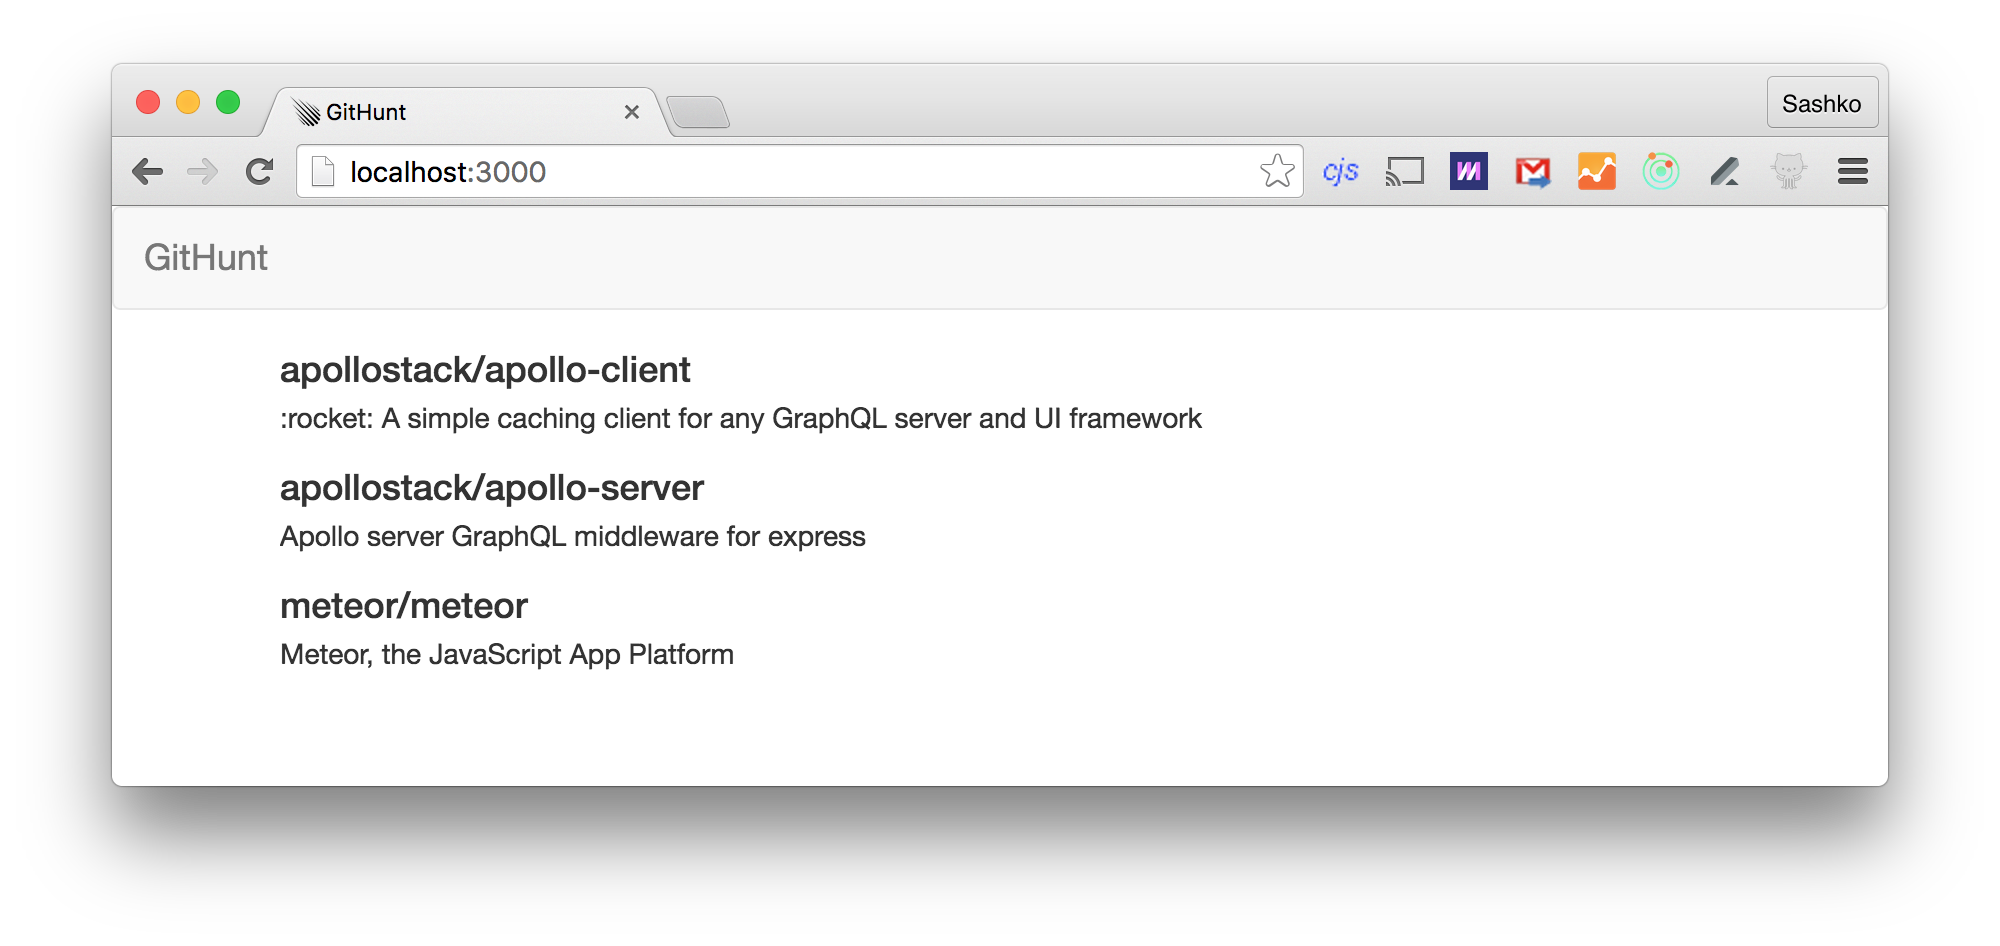 GitHunt
Sashko
localhost:3000
cjs
GitHunt
apollostack/apollo-client
:rocket: A simple caching client for any GraphQL server and UI framework
apollostack/apollo-server
Apollo server GraphQL middleware for express
meteor/meteor
Meteor, the JavaScript App Platform